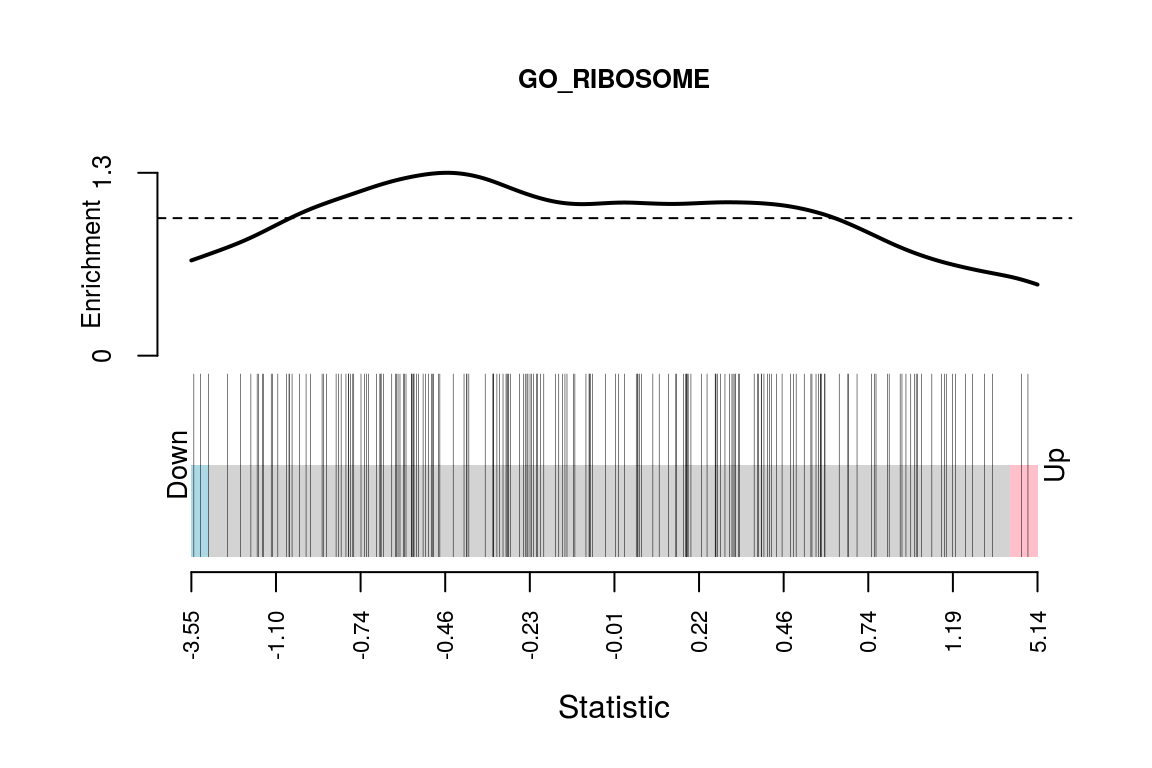 GO_RIBOSOME
Enrichment
1.3
0
Down
Up
-3.55
-1.10
-0.74
-0.46
-0.23
-0.01
0.22
0.46
0.74
1.19
5.14
Statistic